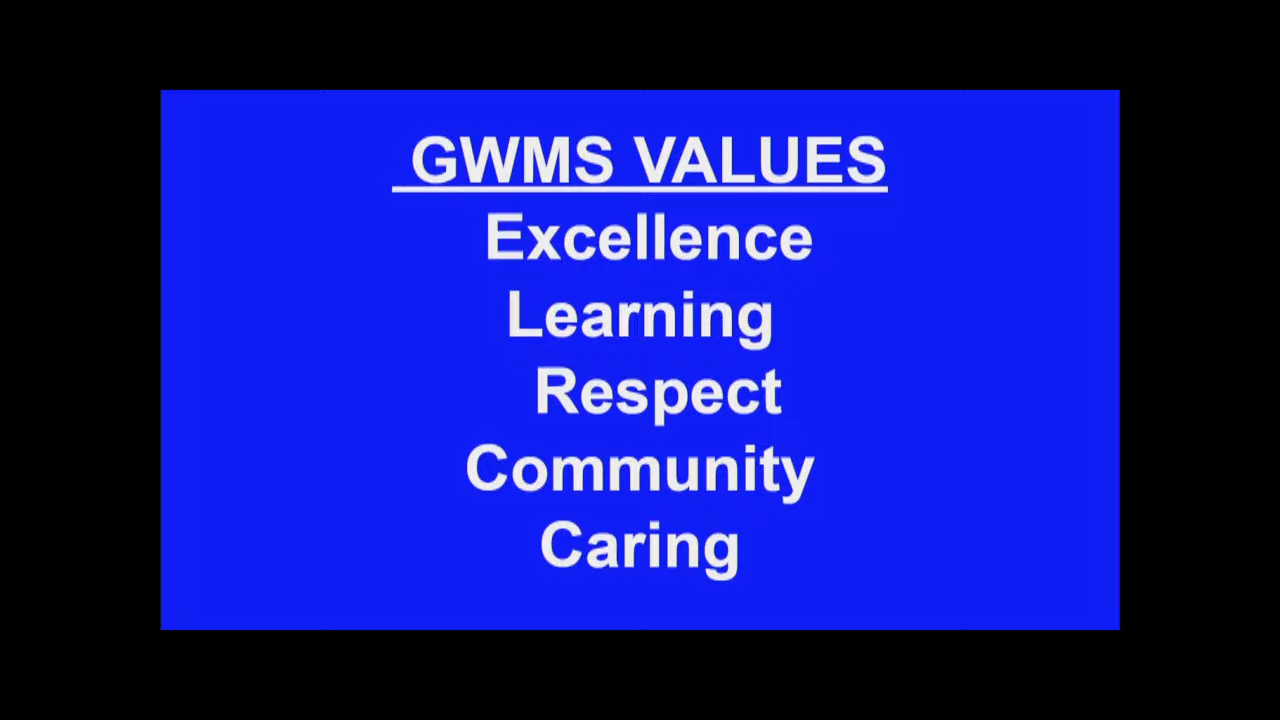 GWMS VALUES
Excellence
Learning
Respect
Community
Caring